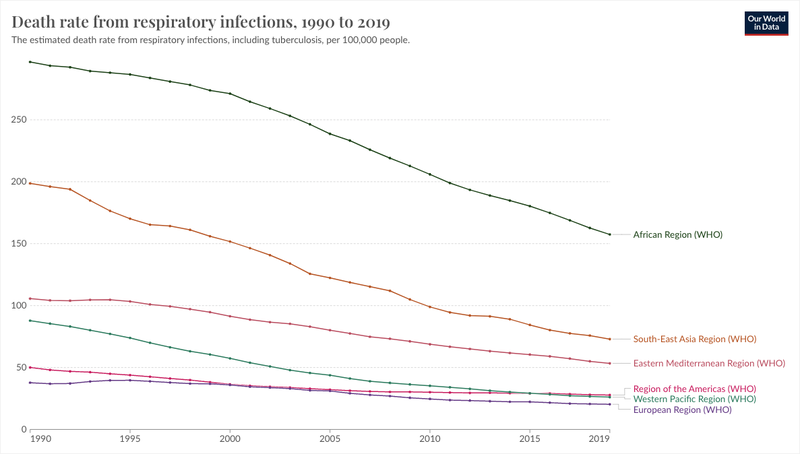 Death rate from respiratory infections, 1990 to 2019
The estimated death rate from respiratory infections, including tuberculosis, per 100,000 people.
Our World
in Data
250
200
150
100
50
0
1990
1995
2000
2005
2010
2015
2019
African Region (WHO)
South-East Asia Region (WHO)
Eastern Mediterranean Region (WHO)
Region of the Americas (WHO)
Western Pacific Region (WHO)
European Region (WHO)